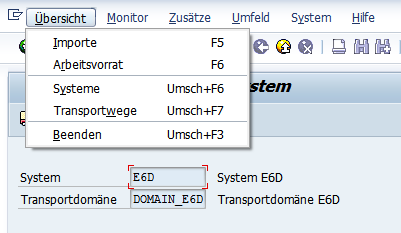 Übersicht Monitor Zusätze Umfeld System Hilfe
Importe F5
Arbeitsvorrat F6
Systeme Umsch+F6
Transportwege Umsch+F7
Beenden Umsch+F3
System E6D System E6D
Transportdomäne DOMAIN_E6D Transportdomäne E6D